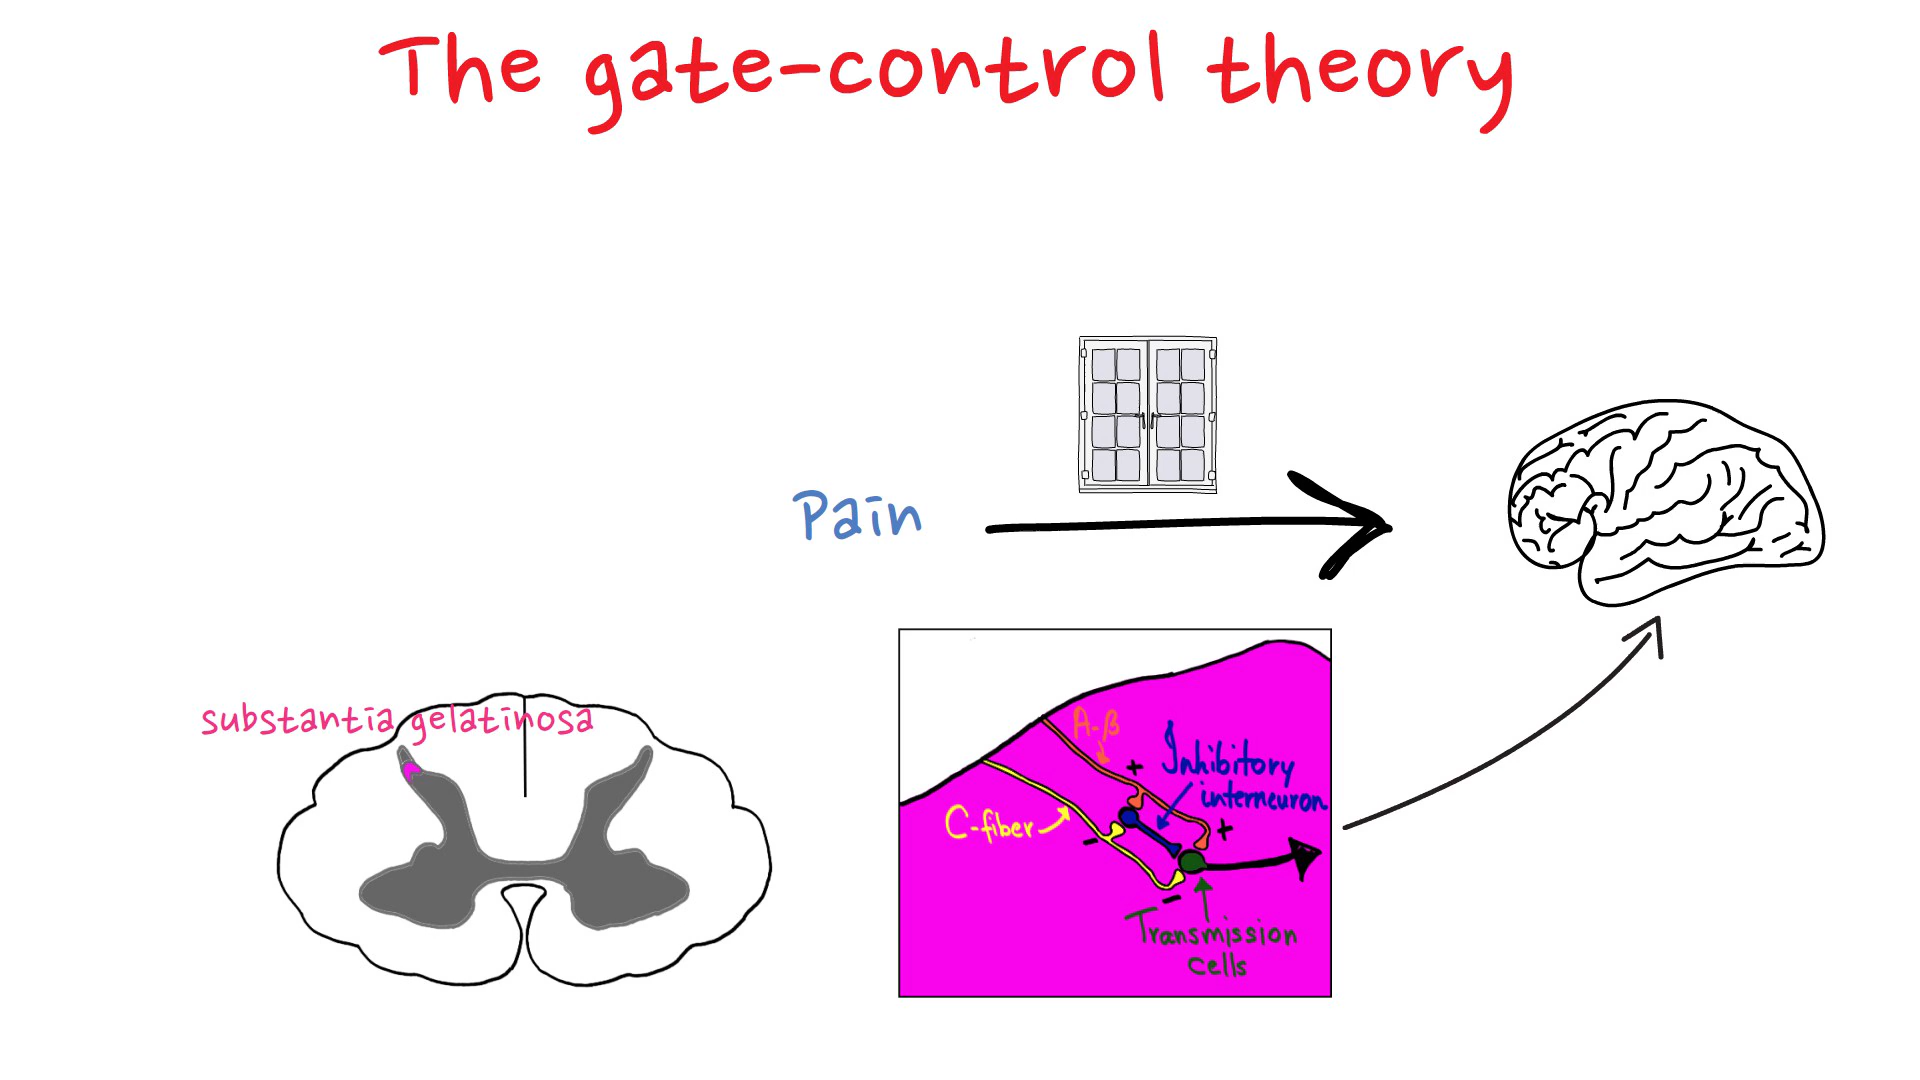 The gate-control theory
Pain
substantia gelatinosa
A-β
+
Inhibitory
interneuron
C-fiber
+
-
-
Transmission
cells